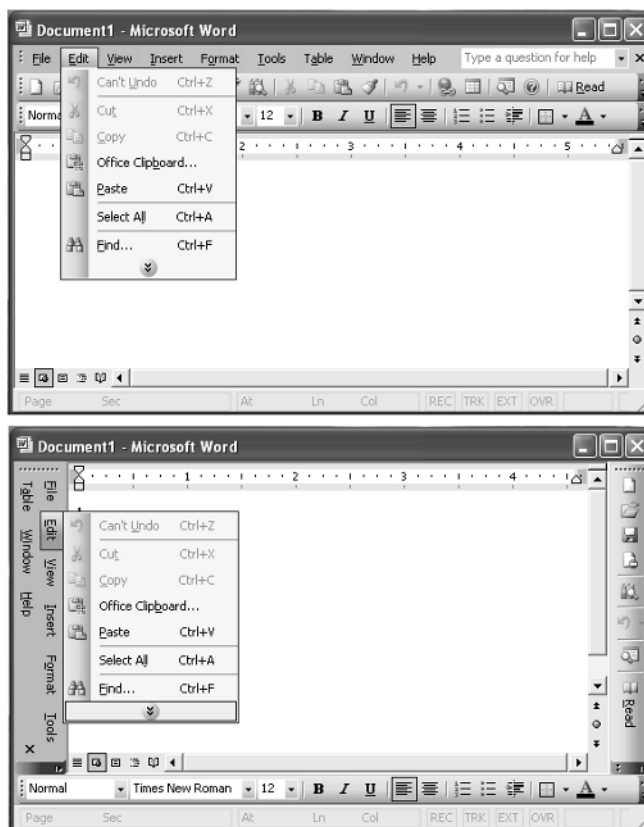 Document1 - Microsoft Word
File Edit View Insert Format Tools Table Window Help Type a question for help
Can't Undo Ctrl+Z Read
Cut Ctrl+X 12 B I U A
Copy Ctrl+C 2 3 4 5
Office Clipboard...
Paste Ctrl+V
Select All Ctrl+A
Find... Ctrl+F
Page Sec At Ln Col REC TRK EXT OVR
Document1 - Microsoft Word
File Edit View Insert Format Tools
Table Window Help
1 2 3 4
Can't Undo Ctrl+Z
Cut Ctrl+X
Copy Ctrl+C
Office Clipboard...
Paste Ctrl+V
Select All Ctrl+A
Find... Ctrl+F
Read
Normal Times New Roman 12 B I U A
Page Sec At Ln Col REC TRK EXT OVR